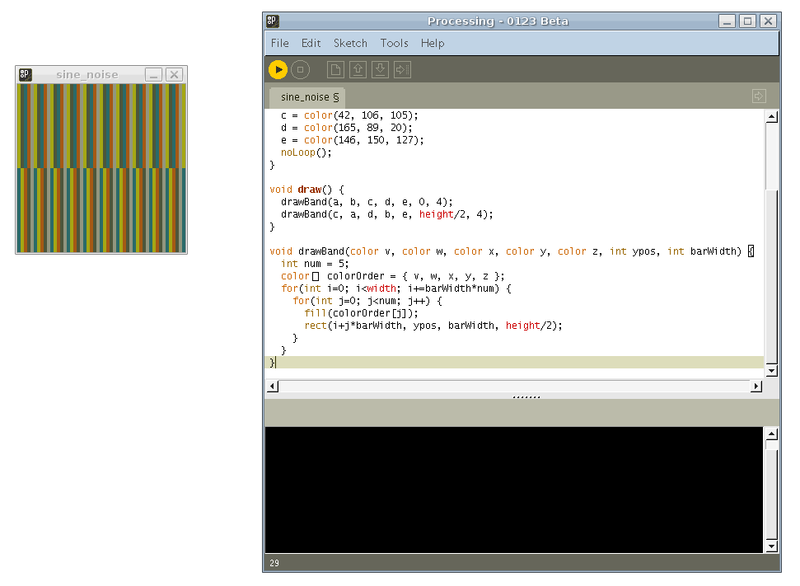 sine_noise
Processing - 0123 Beta
File Edit Sketch Tools Help
sine_noise §
c = color(42, 106, 105);
d = color(165, 89, 20);
e = color(146, 150, 127);
noLoop();
}
void draw() {
drawBand(a, b, c, d, e, 0, 4);
drawBand(c, a, d, b, e, height/2, 4);
}
void drawBand(color v, color w, color x, color y, color z, int ypos, int barWidth) {
int num = 5;
color[] colorOrder = { v, w, x, y, z };
for(int i=0; i<width; i+=barWidth*num) {
for(int j=0; j<num; j++) {
fill(colorOrder[j]);
rect(i+j*barWidth, ypos, barWidth, height/2);
}
}
}
29